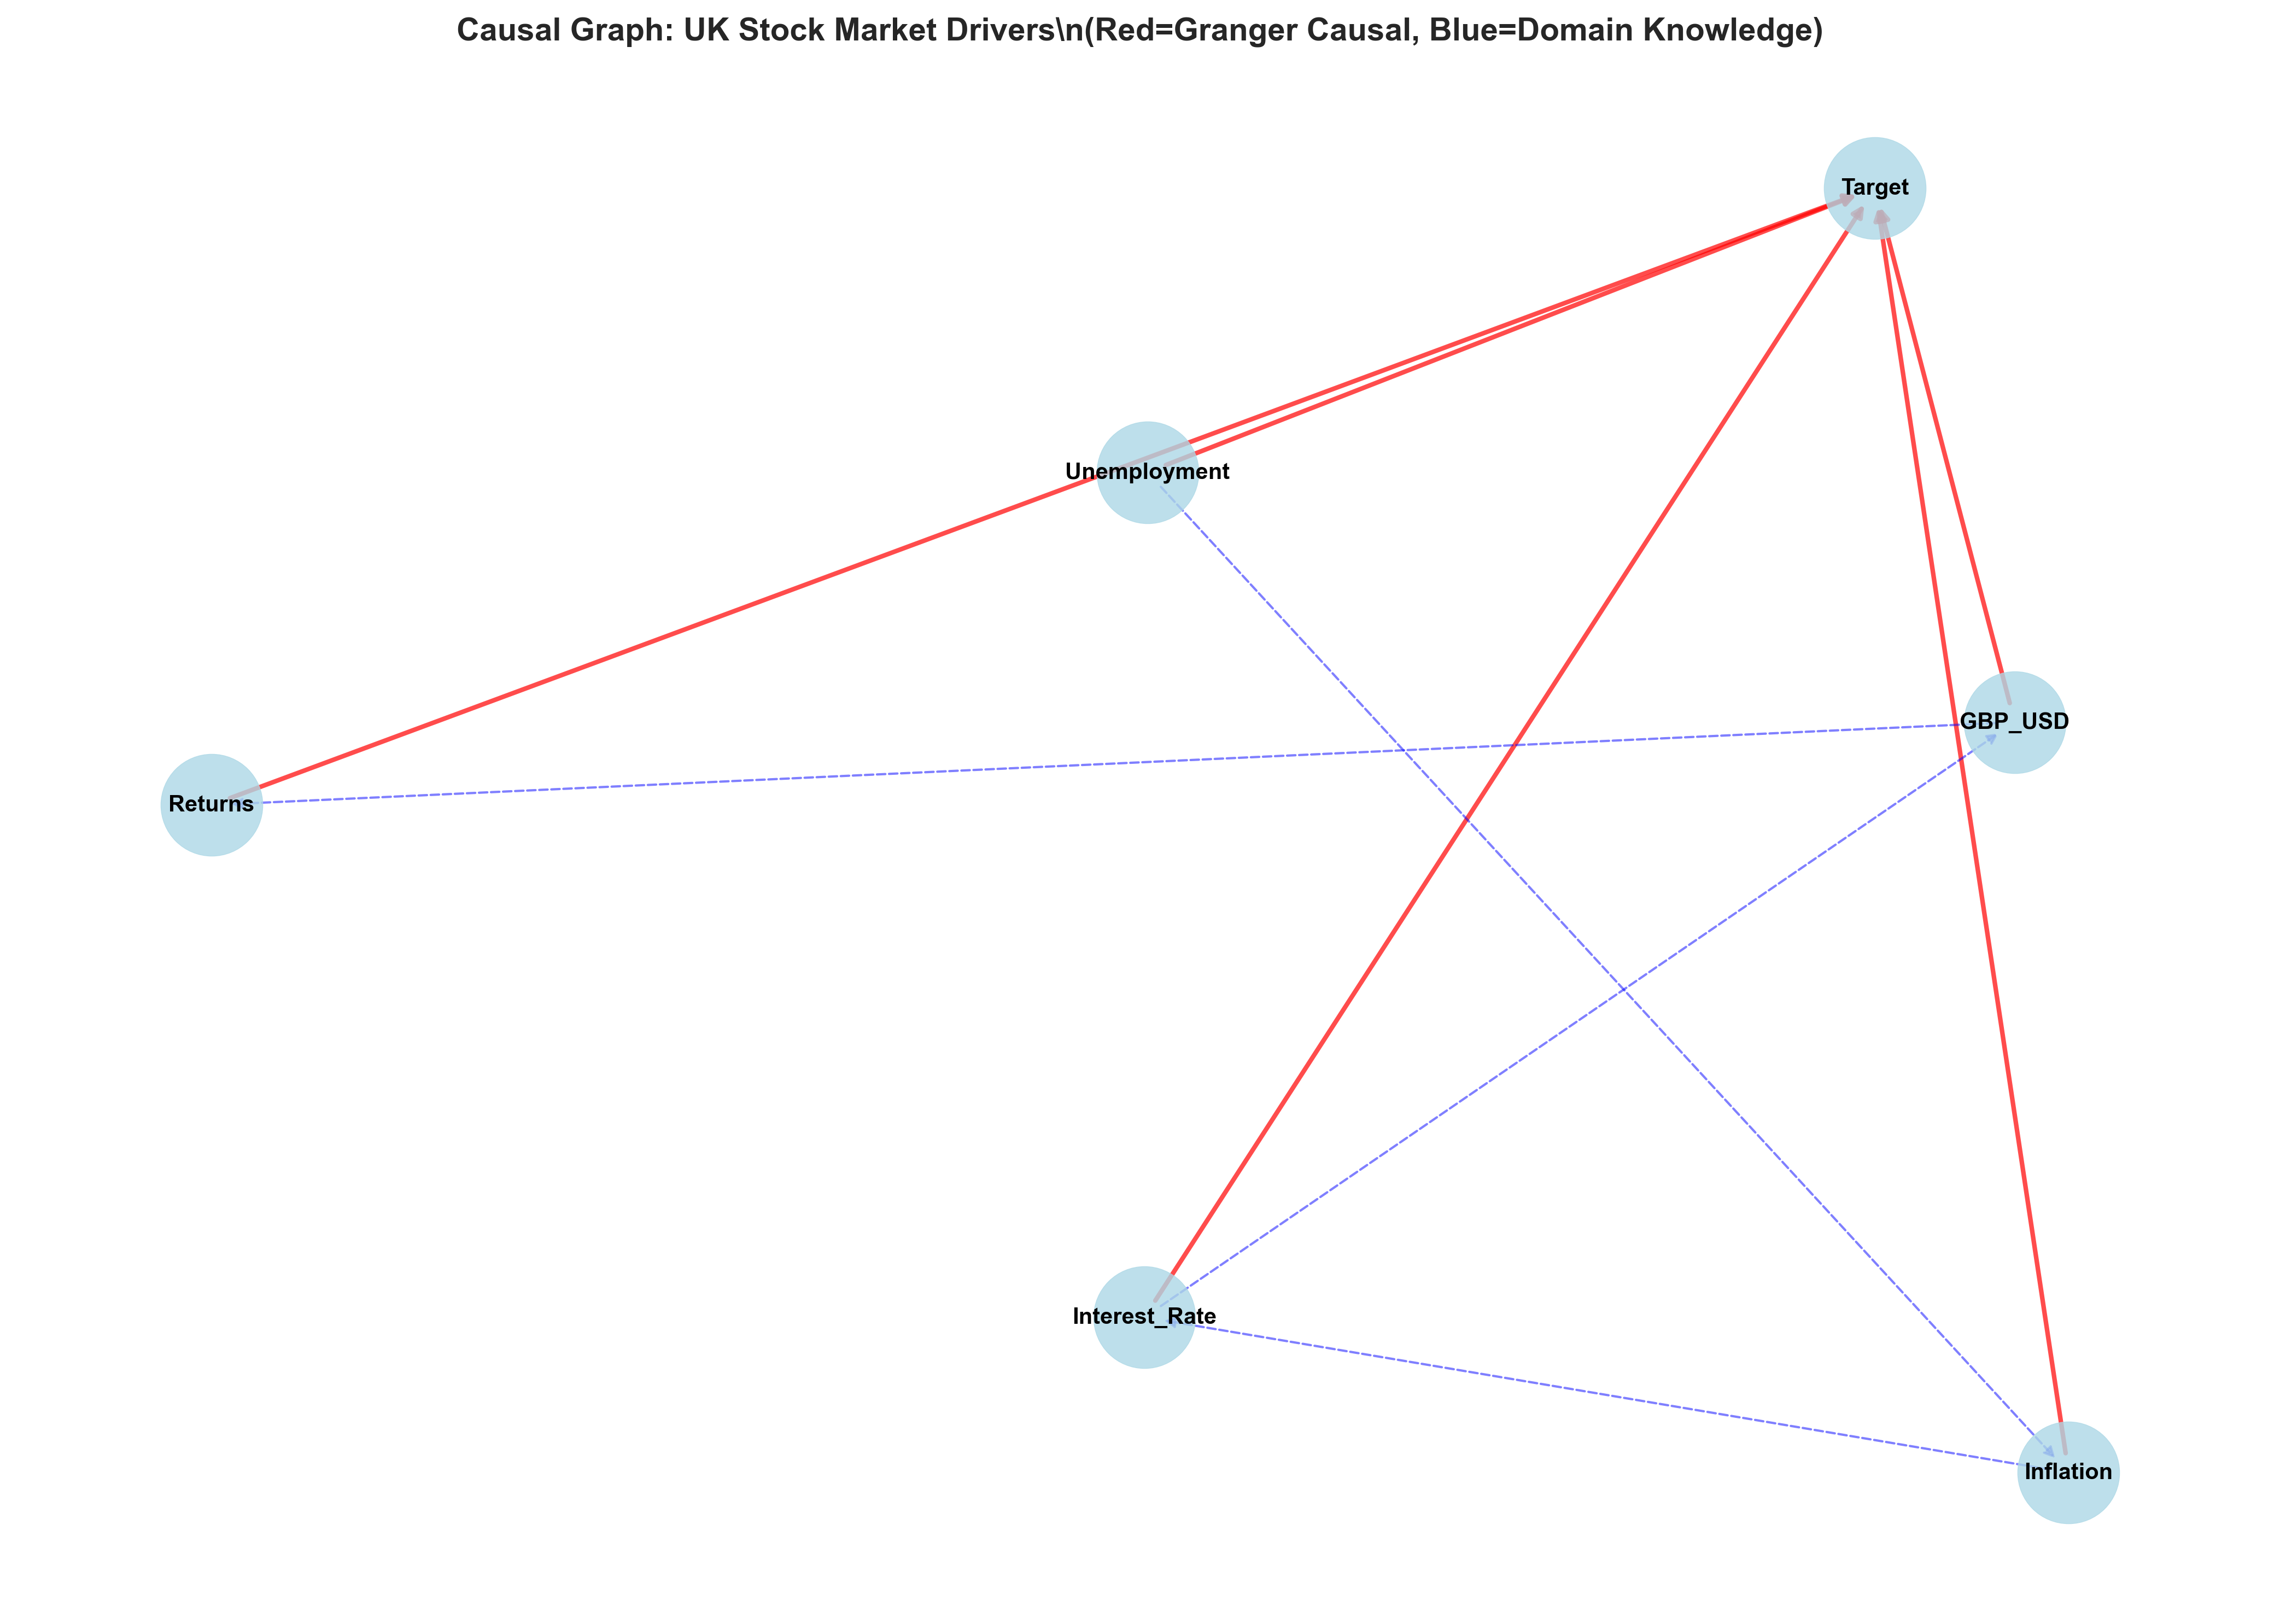 Causal Graph: UK Stock Market Drivers\n(Red=Granger Causal, Blue=Domain Knowledge)
Target
Unemployment
GBP_USD
Returns
Interest_Rate
Inflation